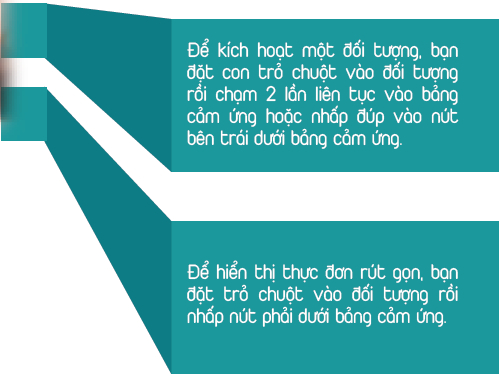 Để kích hoạt một đối tượng, bạn
đặt con trỏ chuột vào đối tượng
rồi chạm 2 lần liên tục vào bảng
cảm ứng hoặc nhấp đúp vào nút
bên trái dưới bảng cảm ứng.
Để hiển thị thực đơn rút gọn, bạn
đặt trỏ chuột vào đối tượng rồi
nhấp nút phải dưới bảng cảm ứng.